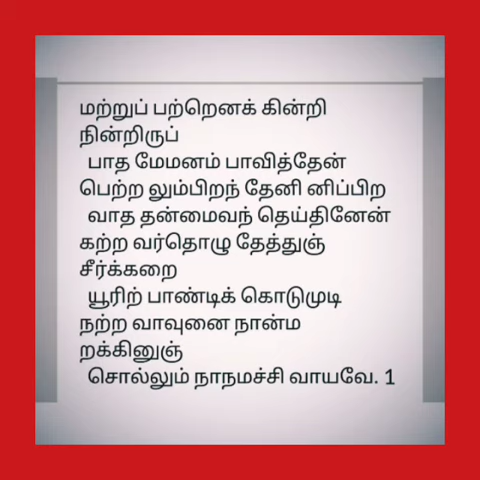 மற்றுப் பற்றெனக் கின்றி
நின்றிருப்
பாத மேமனம் பாவித்தேன்
பெற்ற லும்பிறந் தேனி னிப்பிற
வாத தன்மைவந் தெய்தினேன்
கற்ற வர்தொழு தேத்துஞ்
சீர்க்கறை
யூரிற் பாண்டிக் கொடுமுடி
நற்ற வாவுனை நான்ம
றக்கினுஞ்
சொல்லும் நாநமச்சி வாயவே. 1